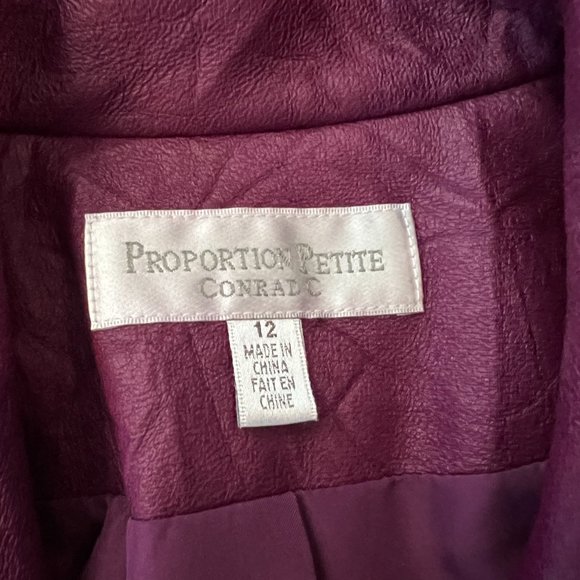 PROPORTION PETITE
CONRAD C
12
MADE IN
CHINA
FAIT EN
CHINE